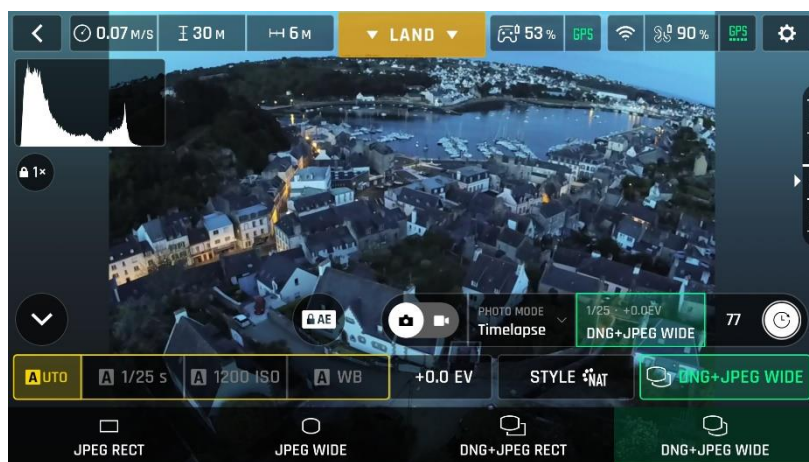 0.07 M/S 30 M 6 M LAND 53 % GPS 90 % GPS
1×
AE
PHOTO MODE
Timelapse
1/25 - +0.0EV
DNG+JPEG WIDE
77
AUTO A 1/25 S A 1200 ISO A WB +0.0 EV STYLE NAT DNG+JPEG WIDE
JPEG RECT JPEG WIDE DNG+JPEG RECT DNG+JPEG WIDE